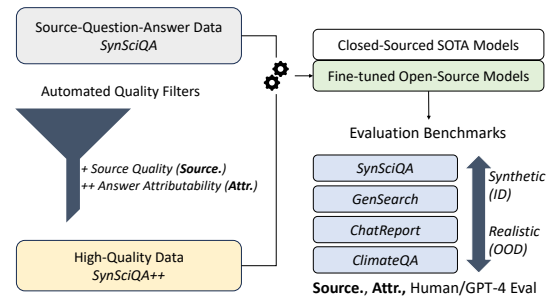 Source-Question-Answer Data
SynSciQA
Automated Quality Filters
+ Source Quality (Source.)
++ Answer Attributability (Attr.)
High-Quality Data
SynSciQA++
Closed-Sourced SOTA Models
Fine-tuned Open-Source Models
Evaluation Benchmarks
SynSciQA
GenSearch
ChatReport
ClimateQA
Synthetic
(ID)
Realistic
(OOD)
Source., Attr., Human/GPT-4 Eval